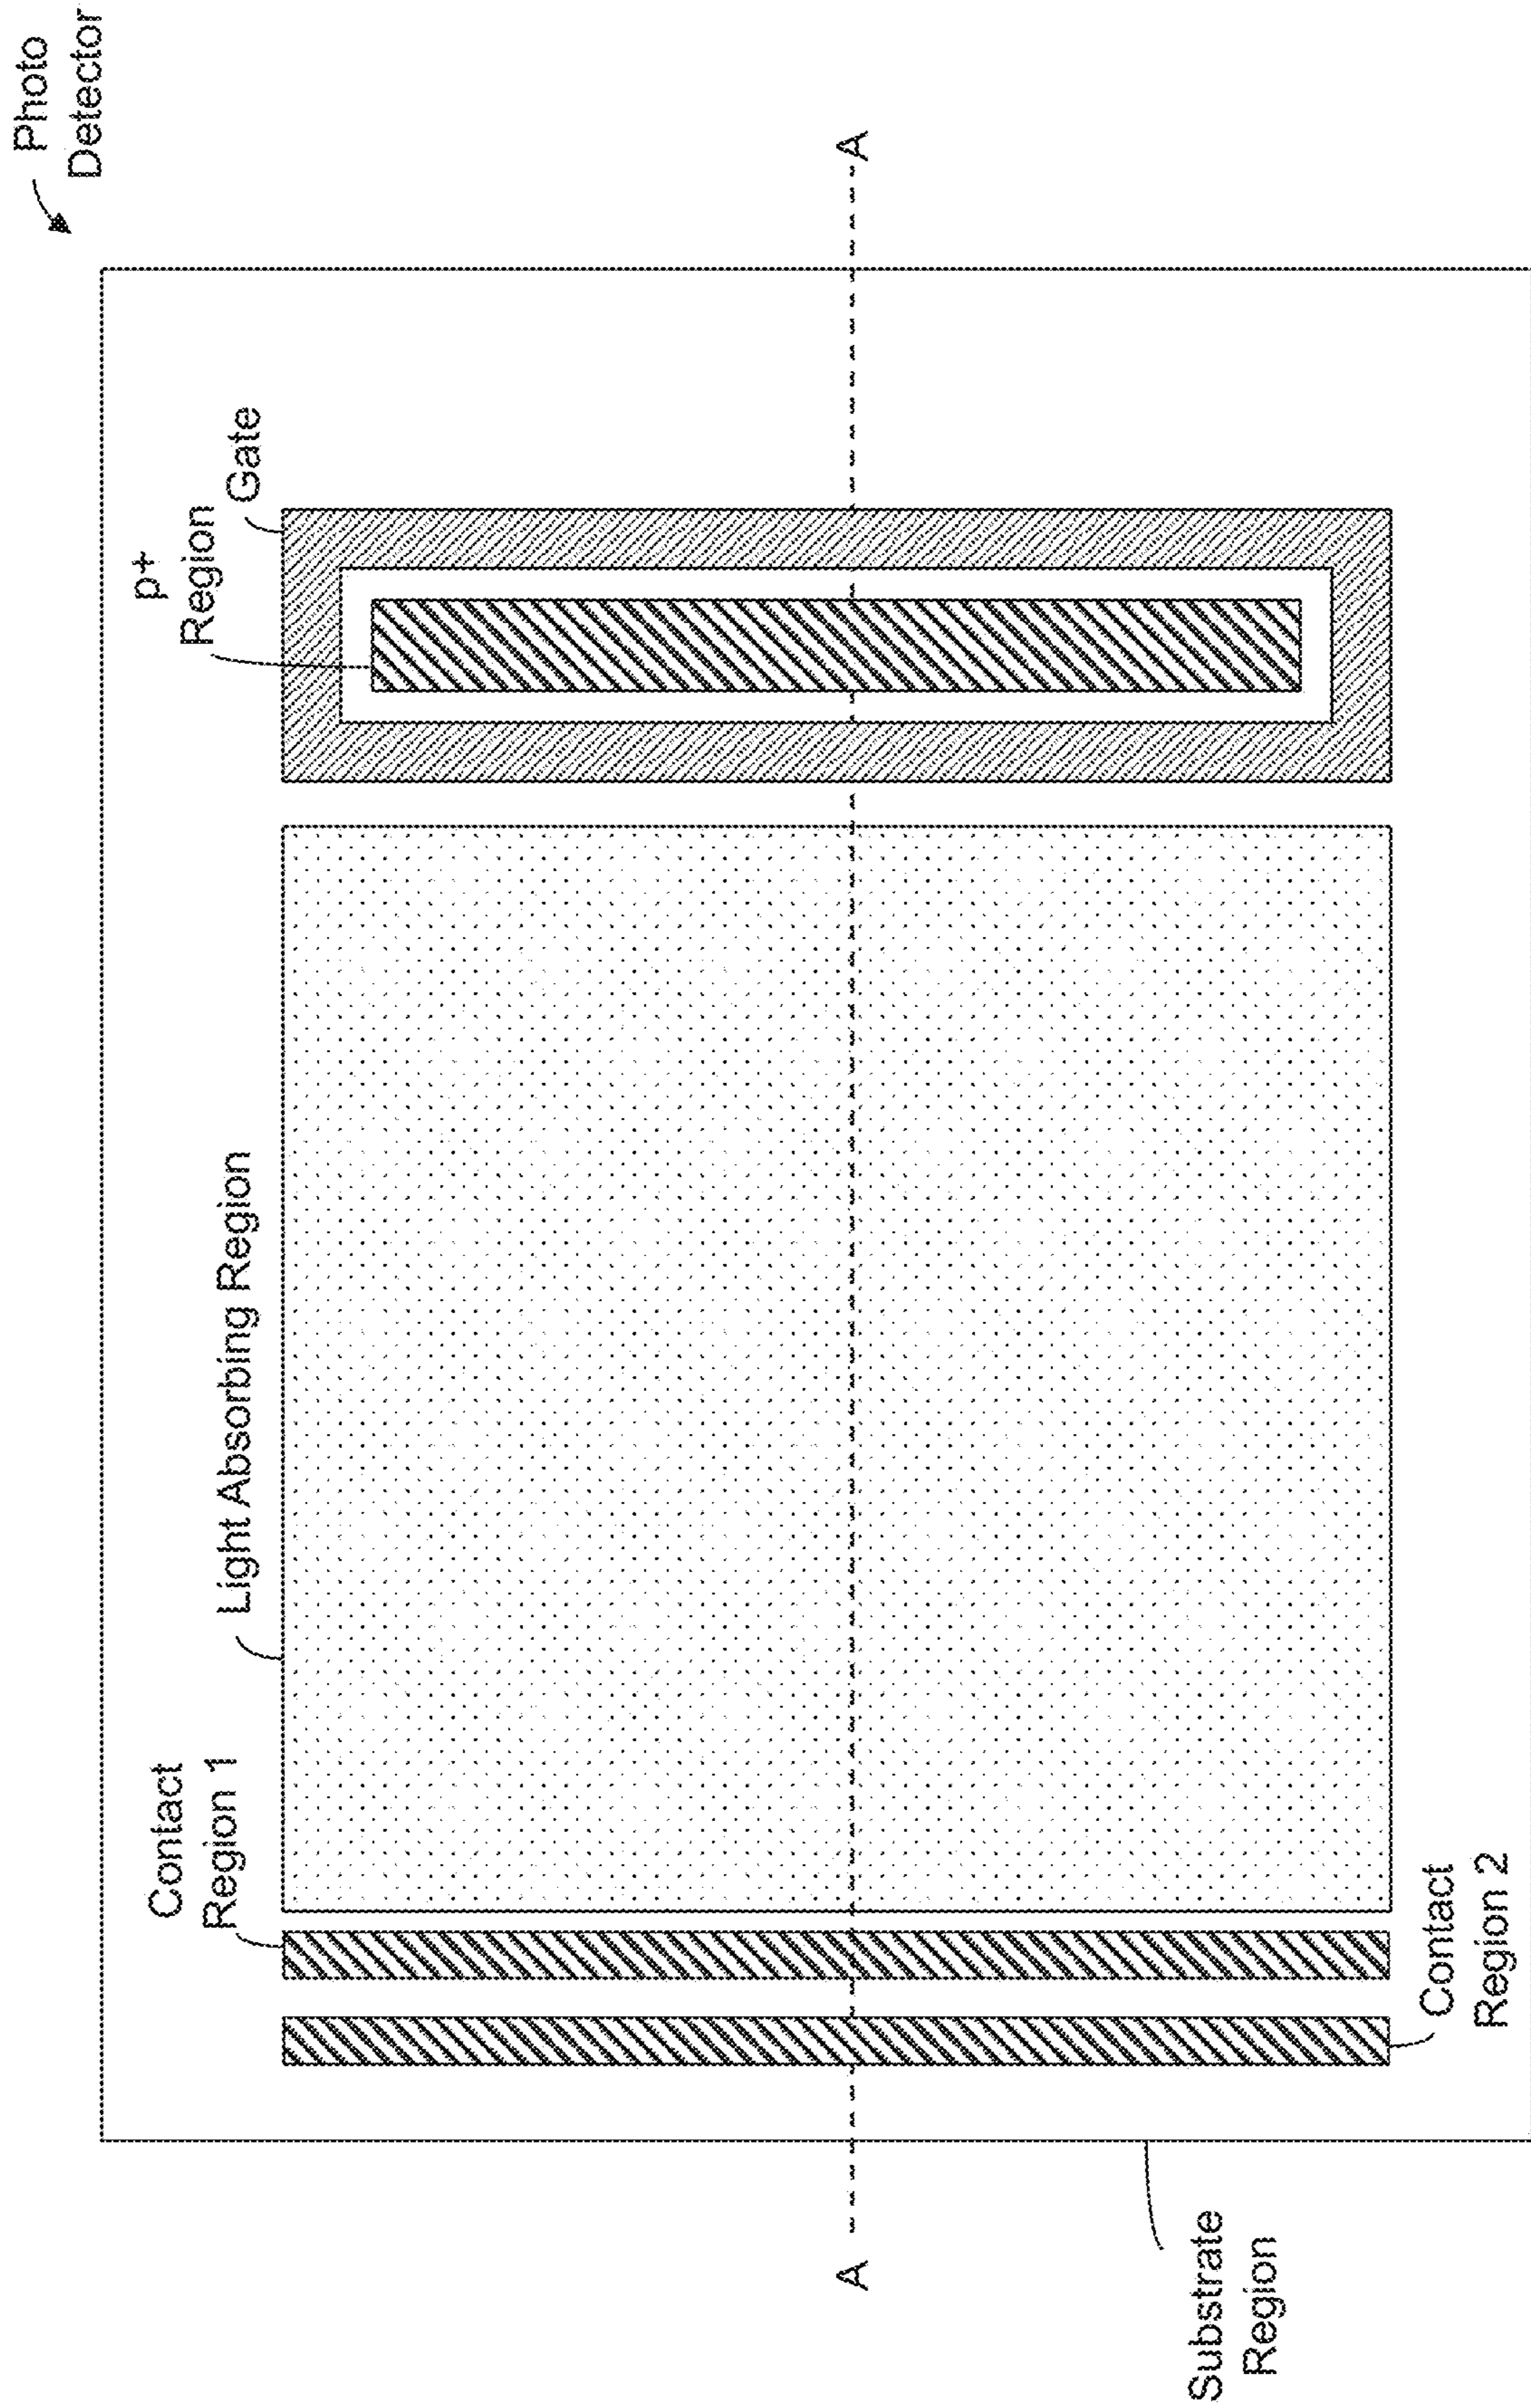 Photo
Detector
p+
Region
Gate
Light Absorbing Region
Contact
Region 1
Contact
Region 2
A
A
Substrate
Region